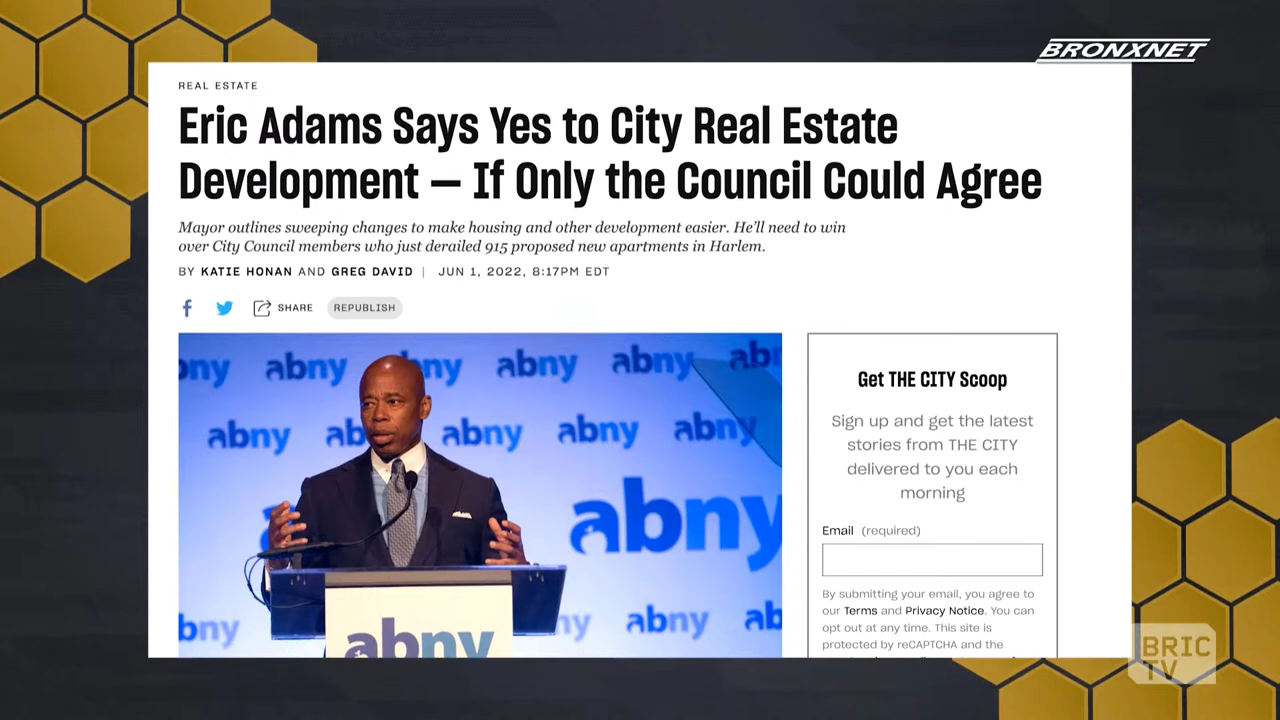 BRONXNET
REAL ESTATE
Eric Adams Says Yes to City Real Estate
Development — If Only the Council Could Agree
Mayor outlines sweeping changes to make housing and other development easier. He'll need to win
over City Council members who just derailed 915 proposed new apartments in Harlem.
BY KATIE HONAN AND GREG DAVID | JUN 1, 2022, 8:17PM EDT
SHARE
REPUBLISH
abny abny abny abny
abny abny abny abny
abny
abny
abny
Get THE CITY Scoop
Sign up and get the latest
stories from THE CITY
delivered to you each
morning
Email (required)
By submitting your email, you agree to
our Terms and Privacy Notice. You can
opt out at any time. This site is
protected by reCAPTCHA and the
BRIC
TV